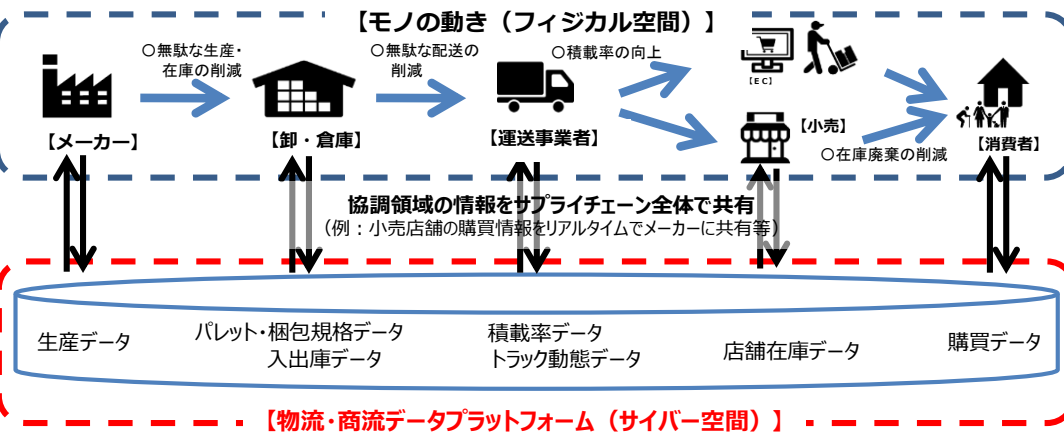 【モノの動き（フィジカル空間）】
○無駄な生産・
在庫の削減
○無駄な配送の
削減
○積載率の向上
【EC】
【メーカー】
【卸・倉庫】
【運送事業者】
【小売】
○在庫廃棄の削減
【消費者】
協調領域の情報をサプライチェーン全体で共有
（例：小売店舗の購買情報をリアルタイムでメーカーに共有等）
生産データ
パレット・梱包規格データ
入出庫データ
積載率データ
トラック動態データ
店舗在庫データ
購買データ
【物流・商流データプラットフォーム（サイバー空間）】